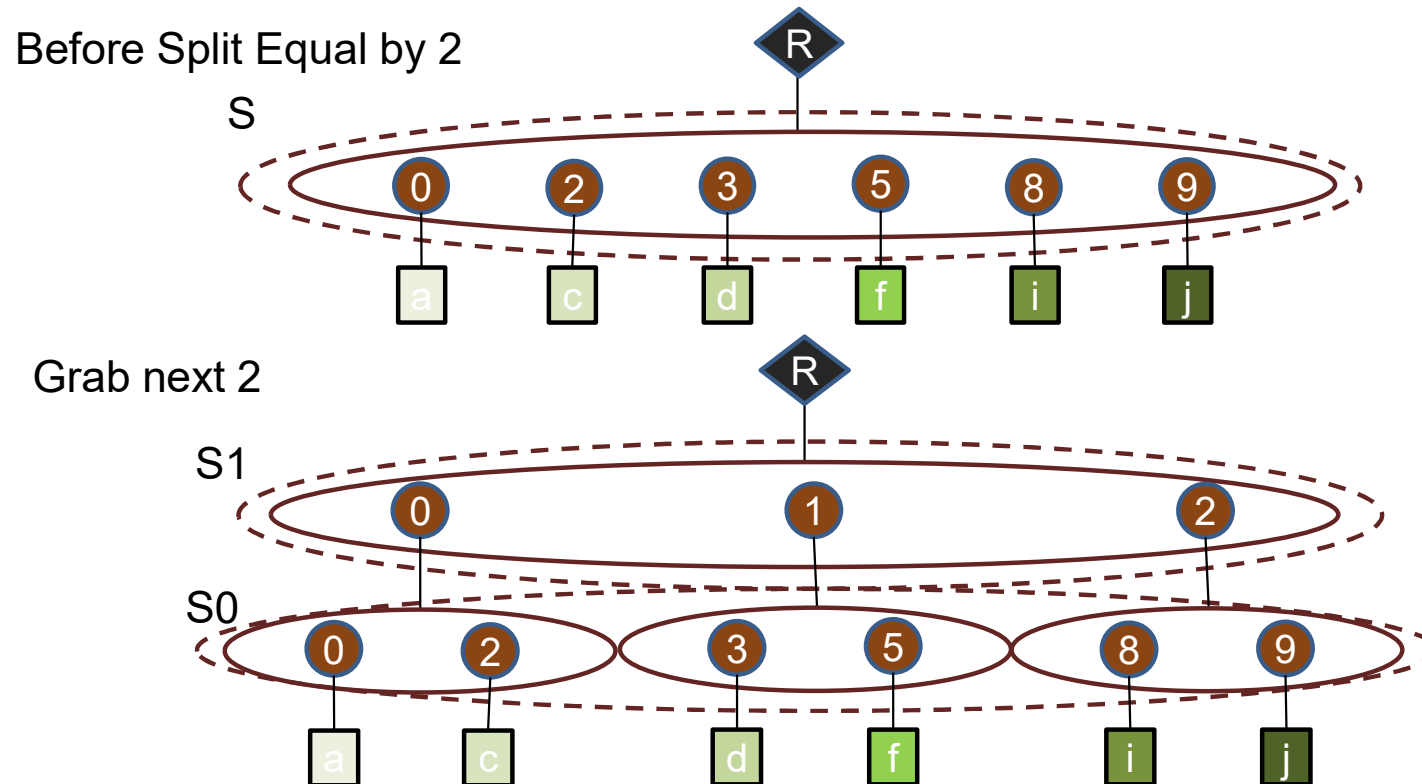 Before Split Equal by 2
R
S
0 2 3 5 8 9
a c d f i j
Grab next 2
R
S1
0 1 2
S0
0 2 3 5 8 9
a c d f i j